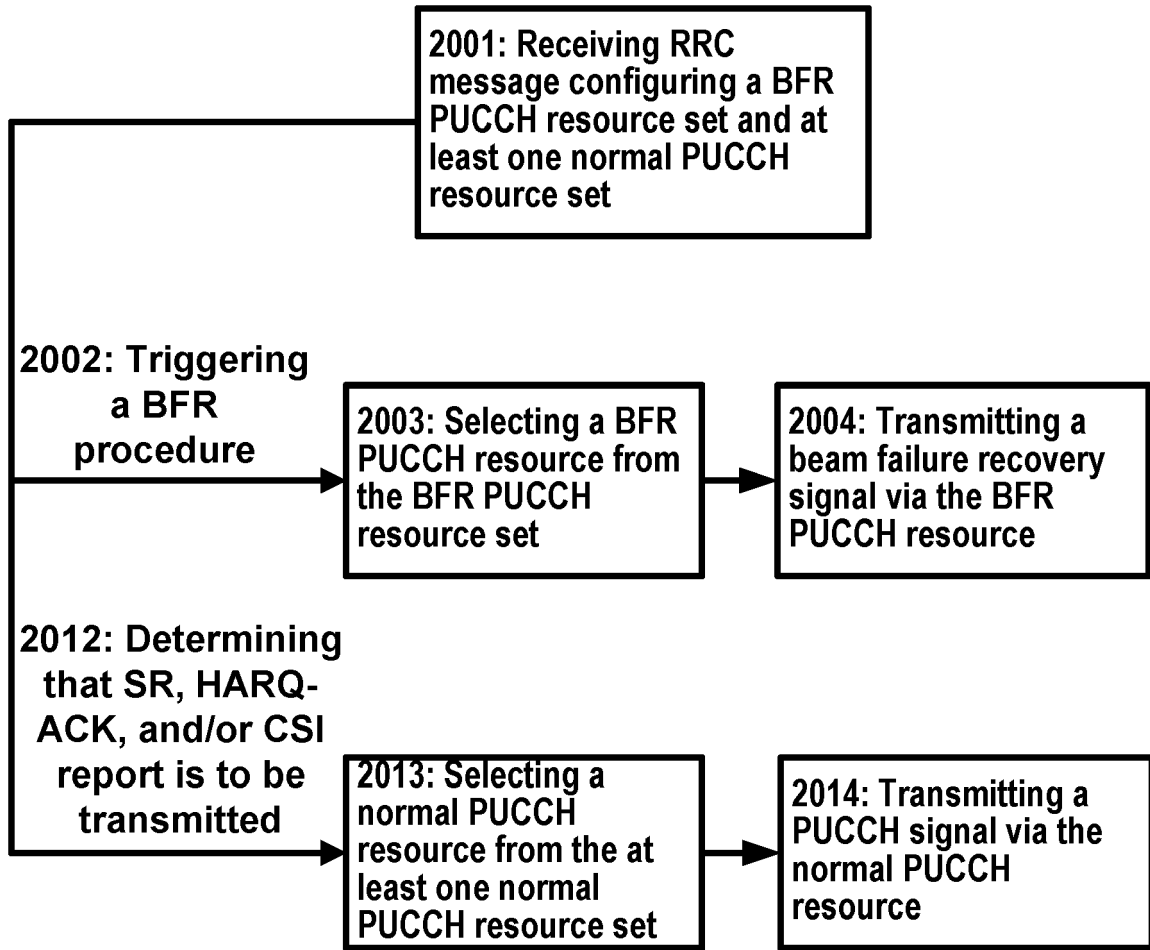 2001: Receiving RRC
message configuring a BFR
PUCCH resource set and at
least one normal PUCCH
resource set
2002: Triggering
a BFR
procedure
2003: Selecting a BFR
PUCCH resource from
the BFR PUCCH
resource set
2004: Transmitting a
beam failure recovery
signal via the BFR
PUCCH resource
2012: Determining
that SR, HARQ-
ACK, and/or CSI
report is to be
transmitted
2013: Selecting a
normal PUCCH
resource from the at
least one normal
PUCCH resource set
2014: Transmitting a
PUCCH signal via the
normal PUCCH
resource